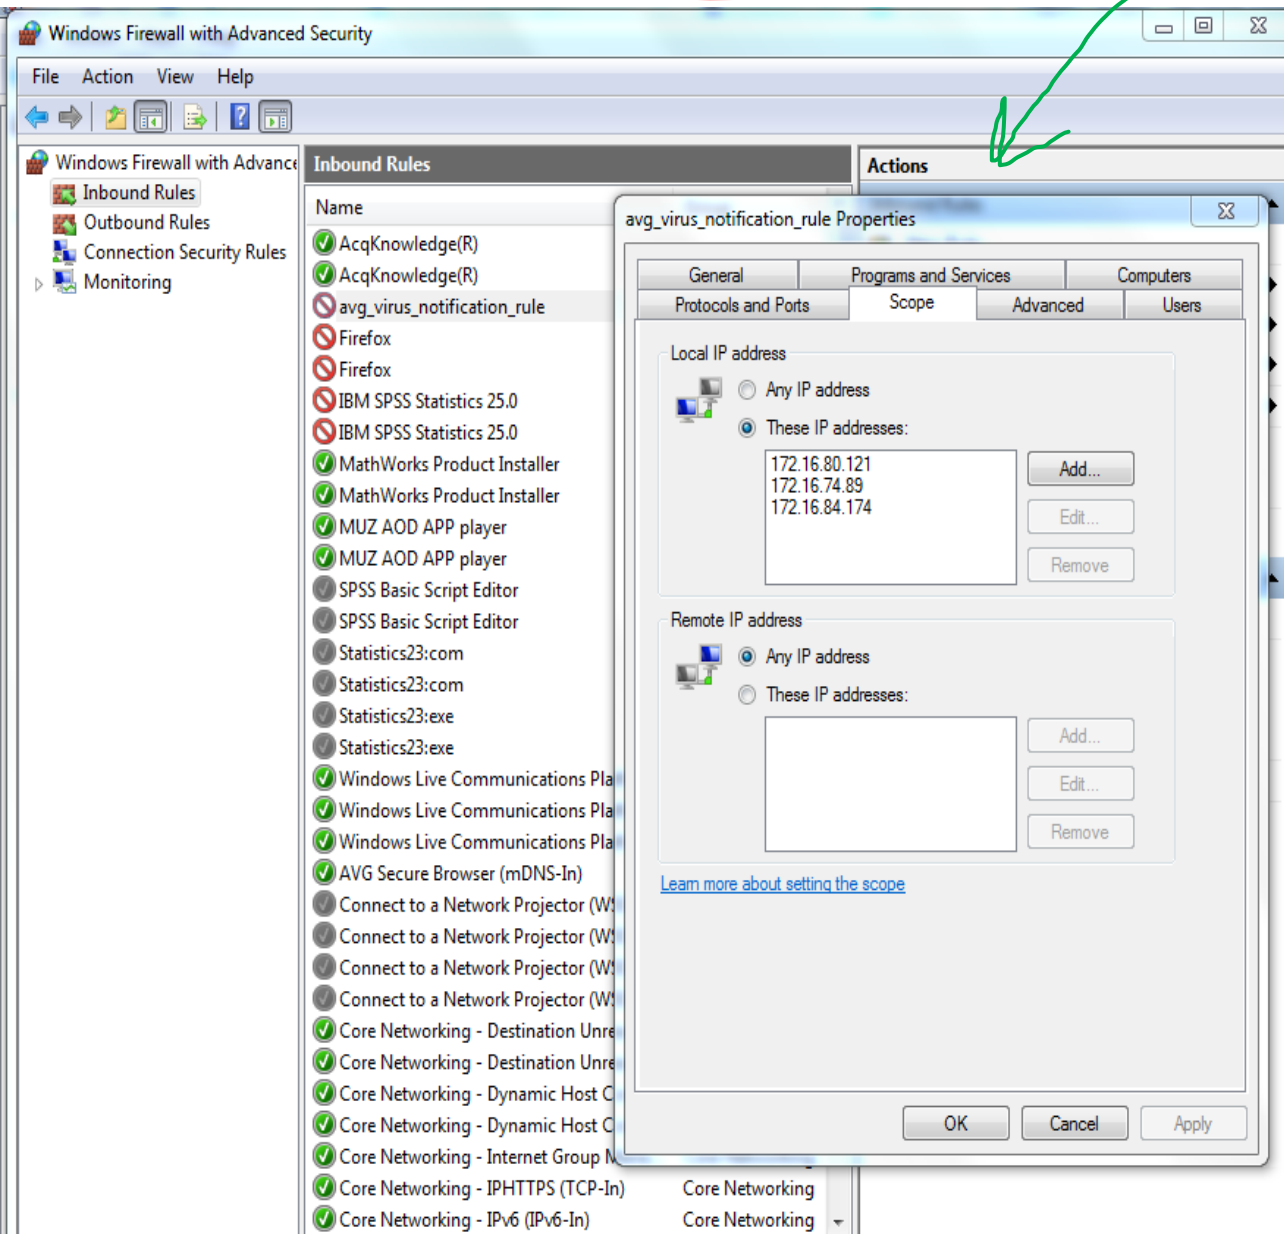 Windows Firewall with Advanced Security
File Action View Help
Windows Firewall with Advance
Inbound Rules
Outbound Rules
Connection Security Rules
Monitoring
Inbound Rules
Name
AcqKnowledge(R)
AcqKnowledge(R)
avg_virus_notification_rule
Firefox
Firefox
IBM SPSS Statistics 25.0
IBM SPSS Statistics 25.0
MathWorks Product Installer
MathWorks Product Installer
MUZ AOD APP player
MUZ AOD APP player
SPSS Basic Script Editor
SPSS Basic Script Editor
Statistics23:com
Statistics23:com
Statistics23:exe
Statistics23:exe
Windows Live Communications Pla
Windows Live Communications Pla
Windows Live Communications Pla
AVG Secure Browser (mDNS-In)
Connect to a Network Projector (WS
Connect to a Network Projector (WS
Connect to a Network Projector (WS
Connect to a Network Projector (WS
Core Networking - Destination Unre
Core Networking - Destination Unre
Core Networking - Dynamic Host C
Core Networking - Dynamic Host C
Core Networking - Internet Group M
Core Networking - IPHTTPS (TCP-In) Core Networking
Core Networking - IPv6 (IPv6-In) Core Networking
Actions
avg_virus_notification_rule Properties
General Programs and Services Computers
Protocols and Ports Scope Advanced Users
Local IP address
Any IP address
These IP addresses:
172.16.80.121
172.16.74.89
172.16.84.174
Add...
Edit...
Remove
Remote IP address
Any IP address
These IP addresses:
Add...
Edit...
Remove
Learn more about setting the scope
OK Cancel Apply